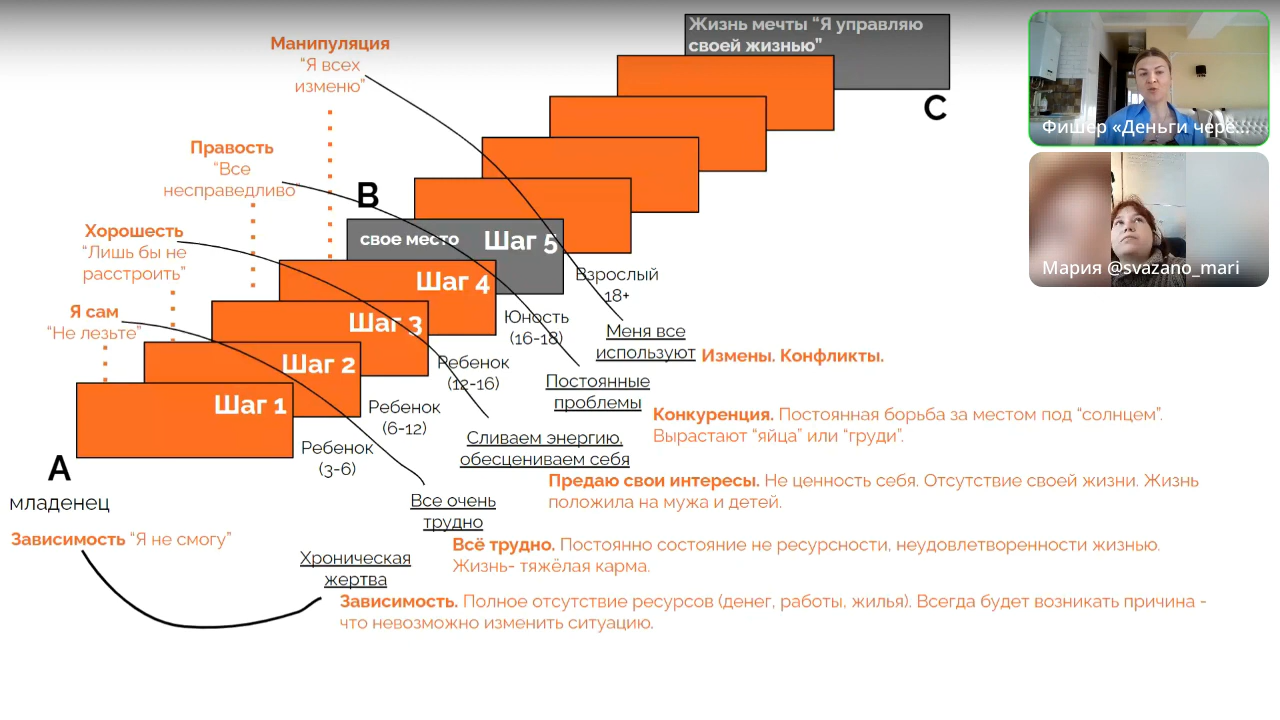 Жизнь мечты “Я управляю
своей жизнью”
C
Манипуляция
“Я всех
изменю”
Правость
“Все
несправедливо”
B
Хорошесть
“Лишь бы не
расстроить”
Я сам
“Не лезьте”
свое место
Шаг 5
Шаг 4
Шаг 3
Шаг 2
Шаг 1
A
младенец
Взрослый
18+
Юность
(16-18)
Ребенок
(12-16)
Ребенок
(6-12)
Ребенок
(3-6)
Меня все
используют
Измены. Конфликты.
Постоянные
проблемы
Конкуренция. Постоянная борьба за местом под “солнцем”.
Вырастают “яйца” или “груди”.
Сливаем энергию,
обесцениваем себя
Предаю свои интересы. Не ценность себя. Отсутствие своей жизни. Жизнь
положила на мужа и детей.
Все очень
трудно
Всё трудно. Постоянно состояние не ресурсности, неудовлетворенности жизнью.
Жизнь- тяжёлая карма.
Зависимость “Я не смогу”
Хроническая
жертва
Зависимость. Полное отсутствие ресурсов (денег, работы, жилья). Всегда будет возникать причина -
что невозможно изменить ситуацию.
Фишер «Деньги чере...
Мария @svazano_mari